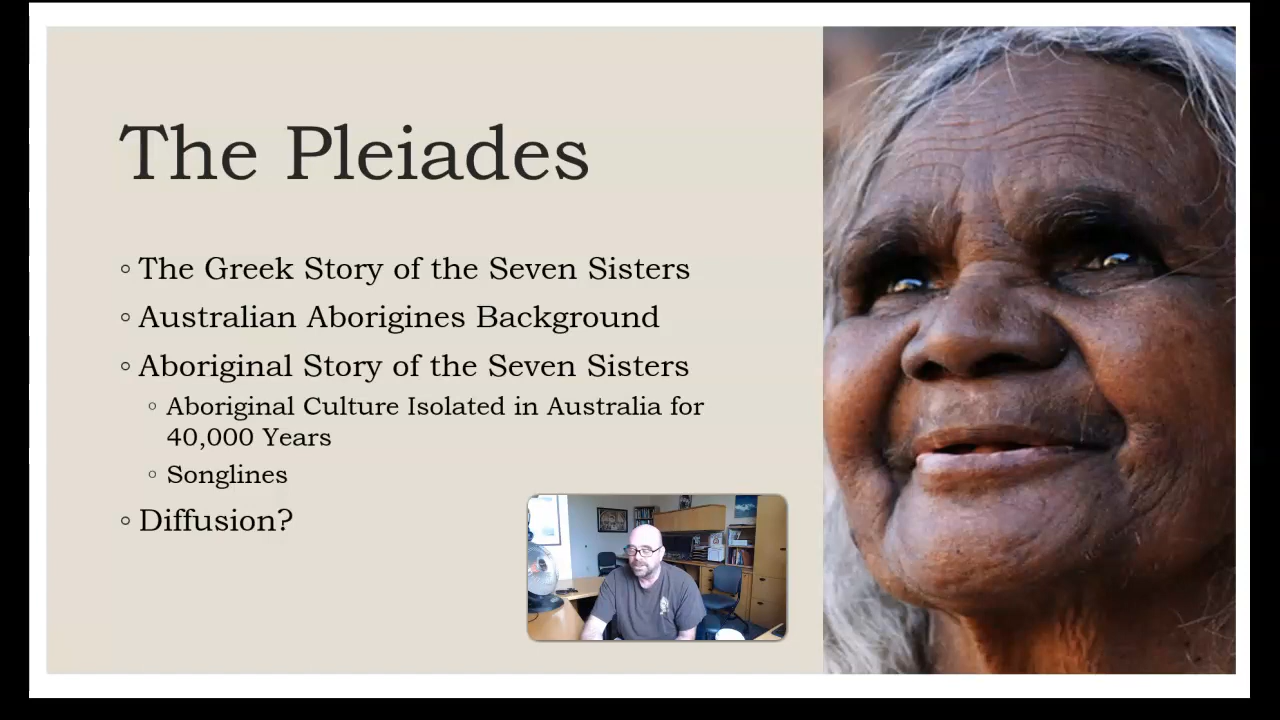 The Pleiades
◦ The Greek Story of the Seven Sisters
◦ Australian Aborigines Background
◦ Aboriginal Story of the Seven Sisters
◦ Aboriginal Culture Isolated in Australia for
40,000 Years
◦ Songlines
◦ Diffusion?